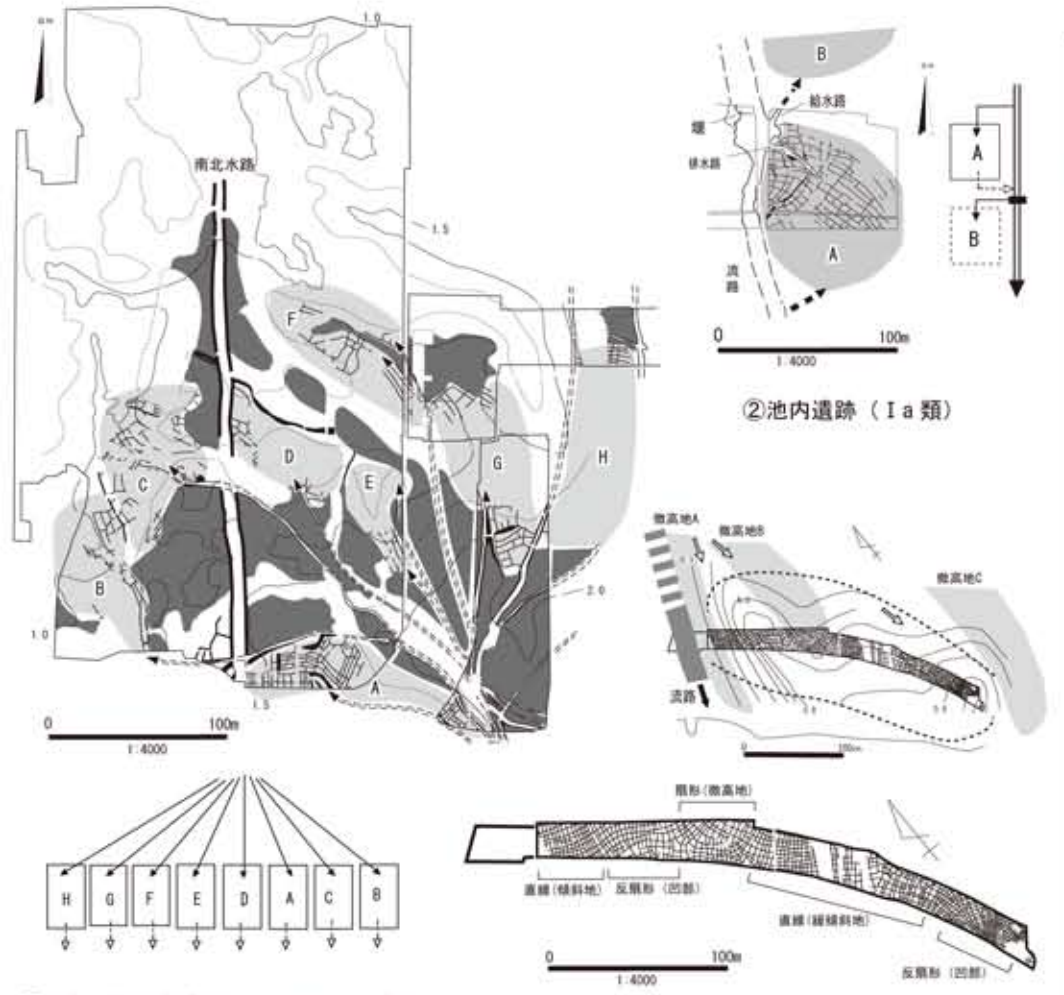 1.0
南北水路
1.5
F
D
E
G
H
C
B
2.0
1.0
A
1.5
0 100m
1:4000
H G F E D A C B
B
給水路
堰
排水路
A
流路
0 100m
1:4000
A
B
②池内遺跡（Ⅰa類）
微高地A
微高地B
微高地C
流路
0 100m
扇形(微高地)
直線(傾斜地)
反扇形(凹部)
直線(緩傾斜地)
反扇形(凹部)
0 100m
1:4000